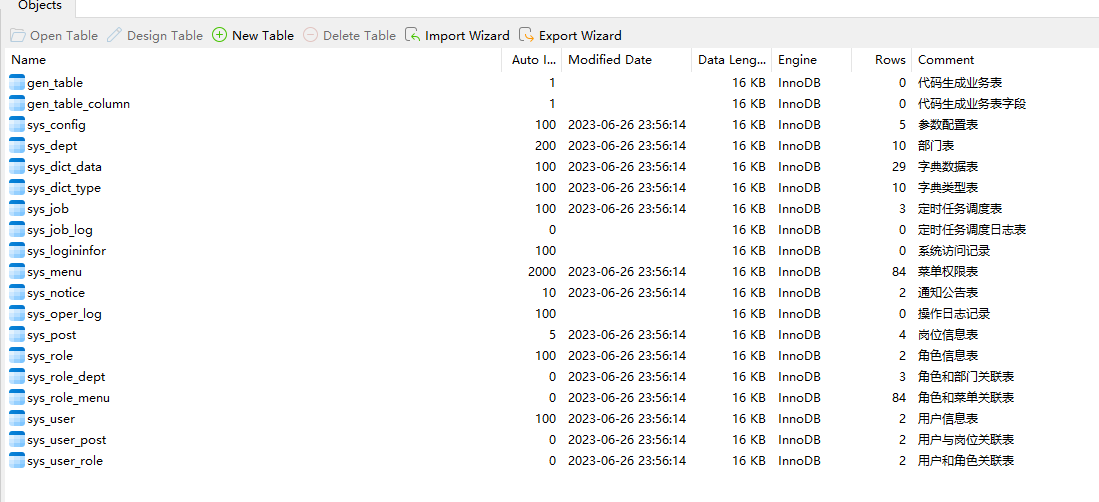 Objects
Open Table Design Table New Table Delete Table Import Wizard Export Wizard
Name Auto I... Modified Date Data Leng... Engine Rows Comment
gen_table 1 16 KB InnoDB 0 代码生成业务表
gen_table_column 1 16 KB InnoDB 0 代码生成业务表字段
sys_config 100 2023-06-26 23:56:14 16 KB InnoDB 5 参数配置表
sys_dept 200 2023-06-26 23:56:14 16 KB InnoDB 10 部门表
sys_dict_data 100 2023-06-26 23:56:14 16 KB InnoDB 29 字典数据表
sys_dict_type 100 2023-06-26 23:56:14 16 KB InnoDB 10 字典类型表
sys_job 100 2023-06-26 23:56:14 16 KB InnoDB 3 定时任务调度表
sys_job_log 0 16 KB InnoDB 0 定时任务调度日志表
sys_logininfor 100 16 KB InnoDB 0 系统访问记录
sys_menu 2000 2023-06-26 23:56:14 16 KB InnoDB 84 菜单权限表
sys_notice 10 2023-06-26 23:56:14 16 KB InnoDB 2 通知公告表
sys_oper_log 100 16 KB InnoDB 0 操作日志记录
sys_post 5 2023-06-26 23:56:14 16 KB InnoDB 4 岗位信息表
sys_role 100 2023-06-26 23:56:14 16 KB InnoDB 2 角色信息表
sys_role_dept 0 2023-06-26 23:56:14 16 KB InnoDB 3 角色和部门关联表
sys_role_menu 0 2023-06-26 23:56:14 16 KB InnoDB 84 角色和菜单关联表
sys_user 100 2023-06-26 23:56:14 16 KB InnoDB 2 用户信息表
sys_user_post 0 2023-06-26 23:56:14 16 KB InnoDB 2 用户与岗位关联表
sys_user_role 0 2023-06-26 23:56:14 16 KB InnoDB 2 用户和角色关联表